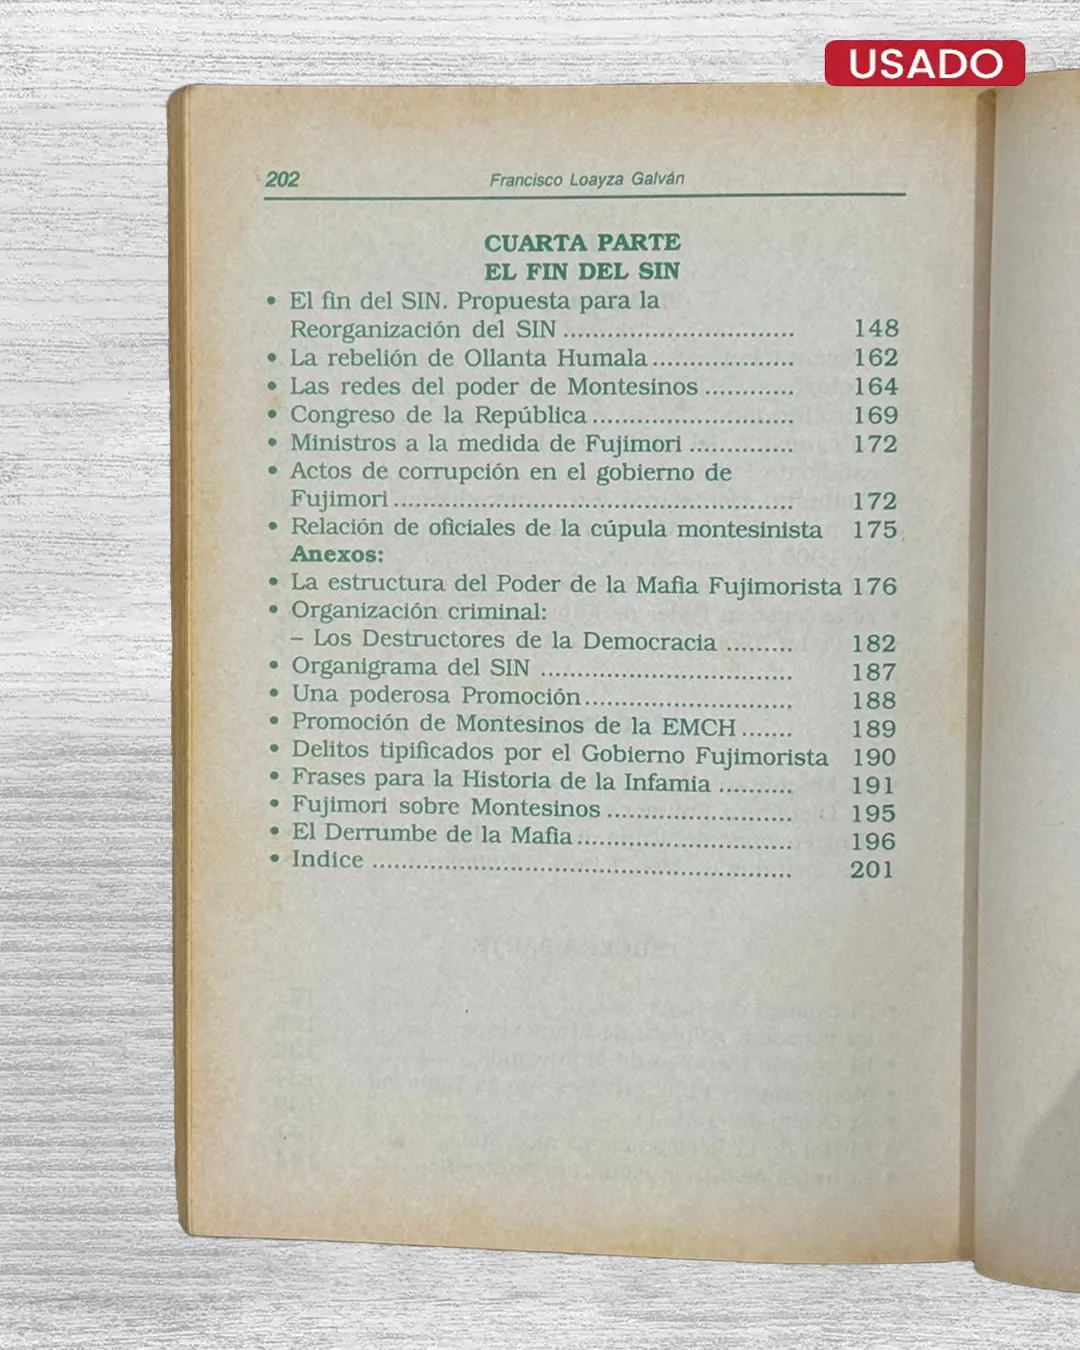 USADO
202 Francisco Loayza Galván
CUARTA PARTE
EL FIN DEL SIN
• El fin del SIN. Propuesta para la
Reorganización del SIN ............................... 148
• La rebelión de Ollanta Humala ................... 162
• Las redes del poder de Montesinos ............ 164
• Congreso de la República ........................... 169
• Ministros a la medida de Fujimori .............. 172
• Actos de corrupción en el gobierno de
Fujimori ...................................................... 172
• Relación de oficiales de la cúpula montesinista 175
Anexos:
• La estructura del Poder de la Mafia Fujimorista 176
• Organización criminal:
– Los Destructores de la Democracia ......... 182
• Organigrama del SIN .................................. 187
• Una poderosa Promoción ............................ 188
• Promoción de Montesinos de la EMCH ....... 189
• Delitos tipificados por el Gobierno Fujimorista 190
• Frases para la Historia de la Infamia .......... 191
• Fujimori sobre Montesinos ......................... 195
• El Derrumbe de la Mafia ............................. 196
• Indice ......................................................... 201